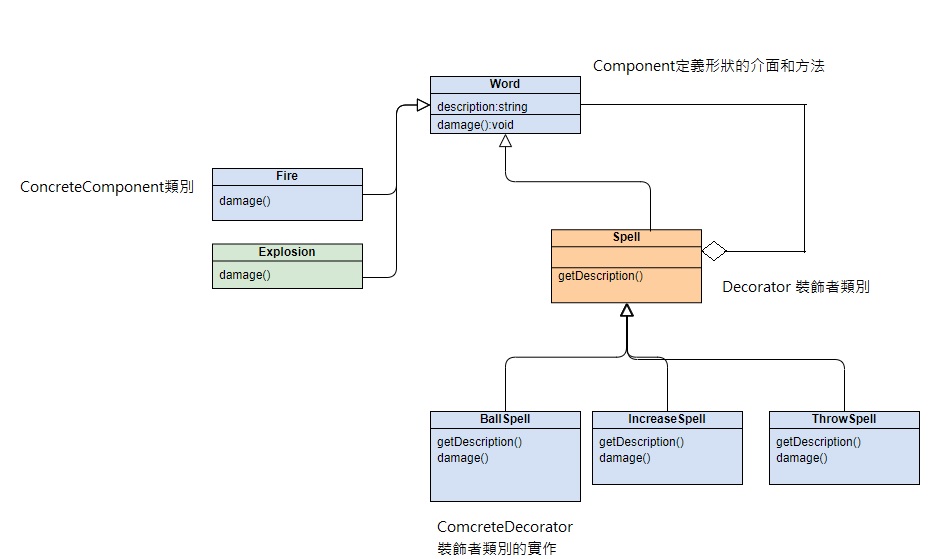 Component定義形狀的介面和方法
Word
description:string
damage():void
ConcreteComponent類別
Fire
damage()
Explosion
damage()
Spell
getDescription()
Decorator 裝飾者類別
BallSpell
getDescription()
damage()
IncreaseSpell
getDescription()
damage()
ThrowSpell
getDescription()
damage()
ComcreteDecorator
裝飾者類別的實作